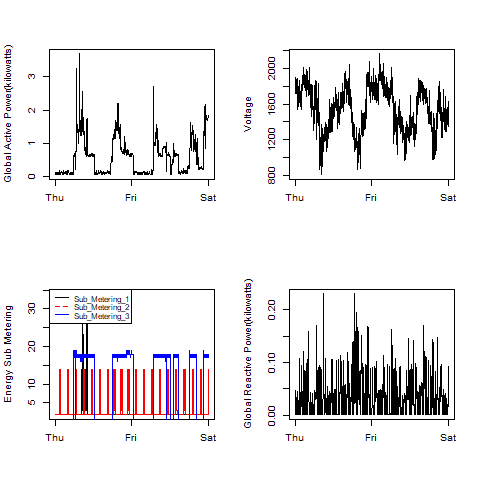 Global Active Power(kilowatts)
0 1 2 3
Thu Fri Sat
Voltage
800 1200 1600 2000
Thu Fri Sat
Energy Sub Metering
5 10 20 30
Sub_Metering_1
Sub_Metering_2
Sub_Metering_3
Thu Fri Sat
Global Reactive Power(kilowatts)
0.00 0.10 0.20
Thu Fri Sat